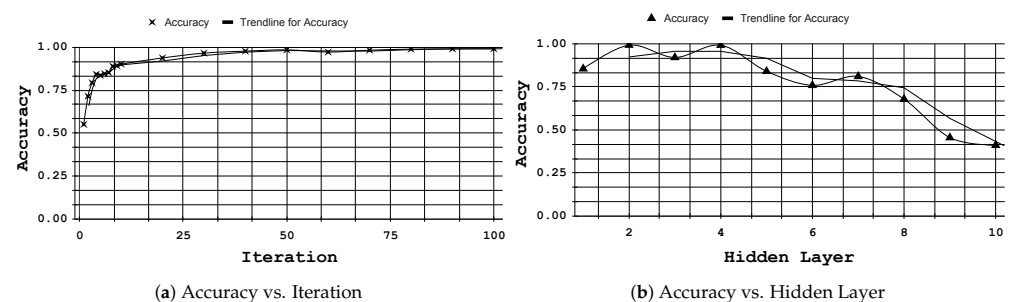 Accuracy Trendline for Accuracy
1.00
0.75
0.50
0.25
0.00
Accuracy
0 25 50 75 100
Iteration
(a) Accuracy vs. Iteration
Accuracy Trendline for Accuracy
1.00
0.75
0.50
0.25
0.00
Accuracy
2 4 6 8 10
Hidden Layer
(b) Accuracy vs. Hidden Layer